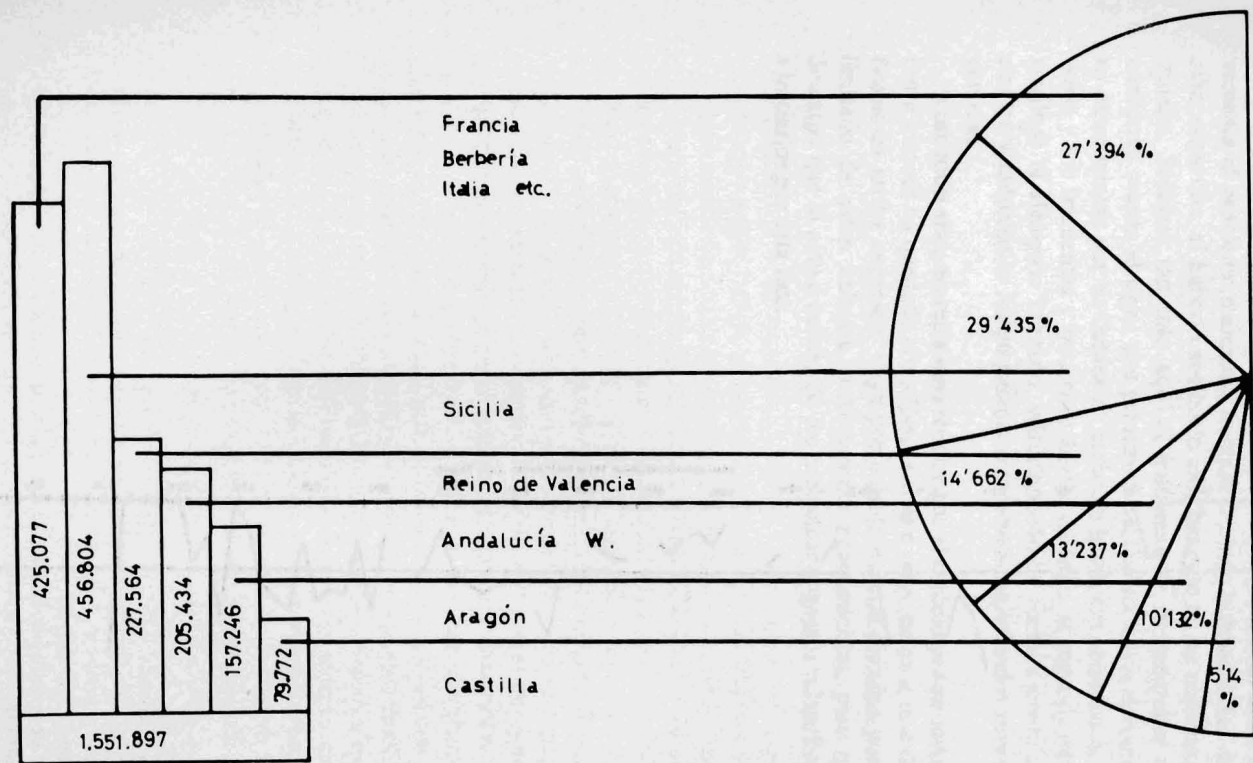 Francia
Berbería
Italia etc.
Sicilia
Reino de Valencia
Andalucía W.
Aragón
Castilla
425.077
456.804
227.564
205.434
157.246
79.772
1.551.897
27'394 %
29'435 %
14'662 %
13'237%
10'132%
5'14
%